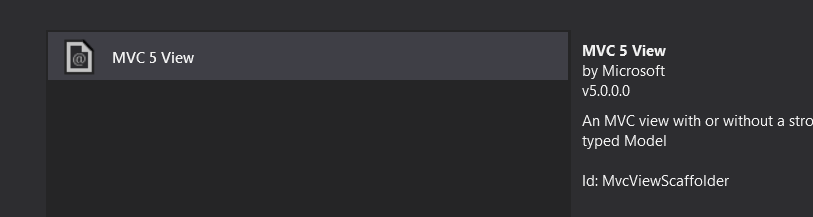 MVC 5 View
MVC 5 View
by Microsoft
v5.0.0.0
An MVC view with or without a
typed Model
Id: MvcViewScaffolder